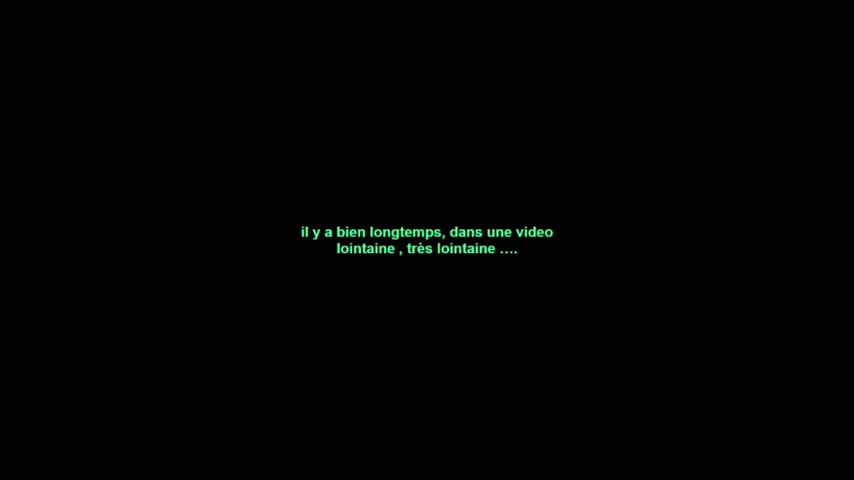 il y a bien longtemps, dans une video
lointaine , très lointaine ....